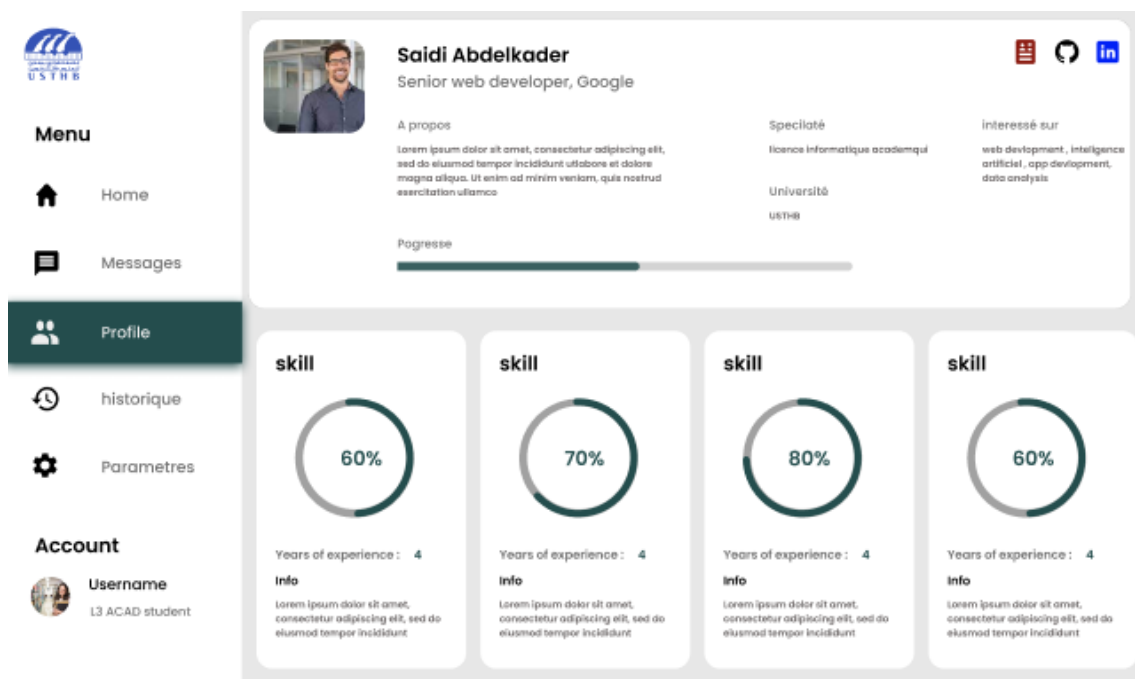 USTHB
Menu
Home
Messages
Profile
historique
Parametres
Account
Username
L3 ACAD student
Saidi Abdelkader
Senior web developer, Google
in
A propos
Lorem ipsum dolor sit amet, consectetur adipiscing elit,
sed do eiusmod tempor incididunt utlabore et dolore
magna aliqua. Ut enim ad minim veniam, quis nostrud
exercitation ullamco
Specilaté
licence informatique academqui
Université
USTHB
interessé sur
web devlopment , inteligence
artificiel , app devlopment,
data analysis
Pogresse
skill
60%
Years of experience : 4
Info
Lorem ipsum dolor sit amet,
consectetur adipiscing elit, sed do
eiusmod tempor incididunt
skill
70%
Years of experience : 4
Info
Lorem ipsum dolor sit amet,
consectetur adipiscing elit, sed do
eiusmod tempor incididunt
skill
80%
Years of experience : 4
Info
Lorem ipsum dolor sit amet,
consectetur adipiscing elit, sed do
eiusmod tempor incididunt
skill
60%
Years of experience : 4
Info
Lorem ipsum dolor sit amet,
consectetur adipiscing elit, sed do
eiusmod tempor incididunt